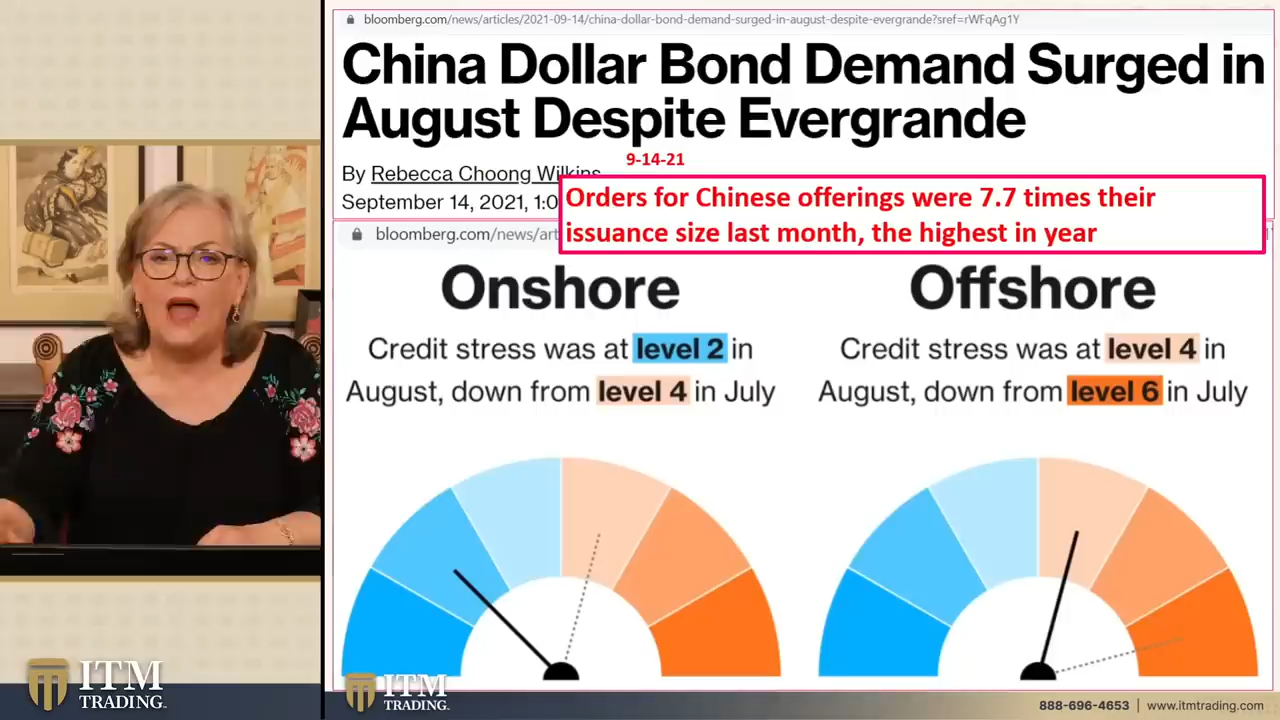 bloomberg.com/news/articles/2021-09-14/china-dollar-bond-demand-surged-in-august-despite-evergrande?sref=rWFqAg1Y
China Dollar Bond Demand Surged in
August Despite Evergrande
9-14-21
By Rebecca Choong Wilkins
September 14, 2021, 1:0
Orders for Chinese offerings were 7.7 times their
issuance size last month, the highest in year
bloomberg.com/news/art
Onshore
Credit stress was at level 2 in
August, down from level 4 in July
Offshore
Credit stress was at level 4 in
August, down from level 6 in July
ITM
TRADING
ITM
TRADING
888-696-4653 | www.itmtrading.com